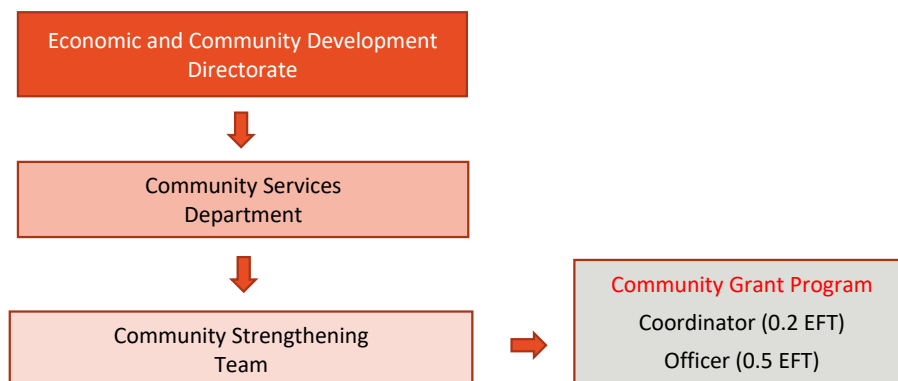 Economic and Community Development
Directorate
Community Services
Department
Community Strengthening
Team
Community Grant Program
Coordinator (0.2 EFT)
Officer (0.5 EFT)